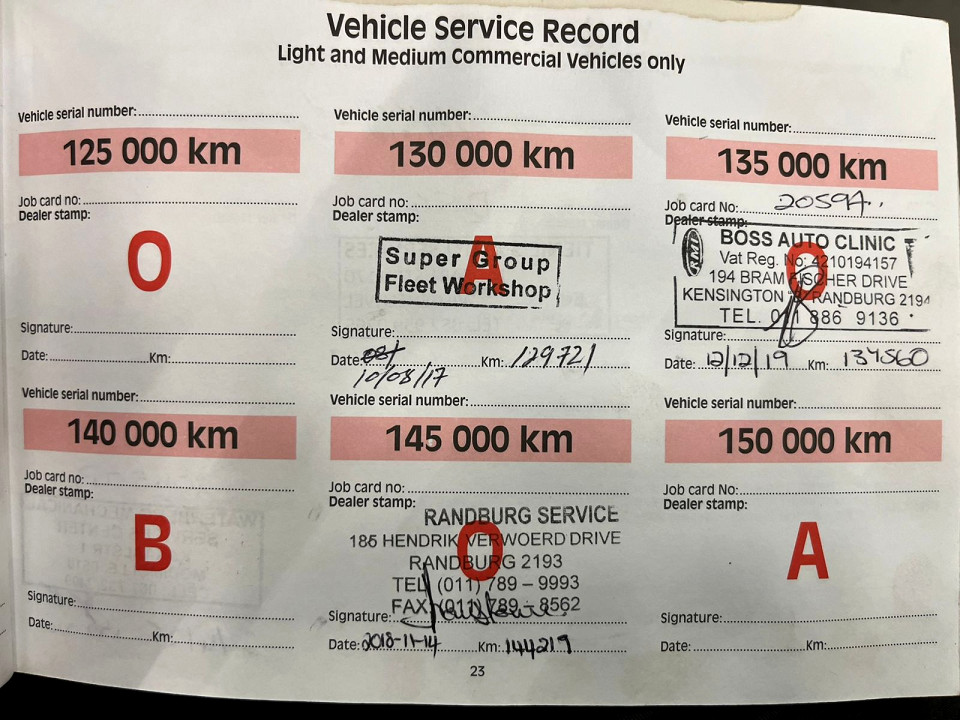 Vehicle Service Record
Light and Medium Commercial Vehicles only
Vehicle serial number:
125 000 km
Job card no:
Dealer stamp:
O
Signature:
Date: Km:
Vehicle serial number:
130 000 km
Job card no:
Dealer stamp:
A
Super Group
Fleet Workshop
Signature:
Date: 08/ Km: 129721
10/08/17
Vehicle serial number:
135 000 km
Job card No: 20594.
Dealer stamp:
O
BOSS AUTO CLINIC
Vat Reg. No: 4210194157
194 BRAM FISCHER DRIVE
KENSINGTON B RANDBURG 2194
TEL. 011 886 9136
Signature:
Date: 12/12/19 Km: 134560
Vehicle serial number:
140 000 km
Job card no:
Dealer stamp:
B
Signature:
Date: Km:
Vehicle serial number:
145 000 km
Job card no:
Dealer stamp:
O
RANDBURG SERVICE
186 HENDRIK VERWOERD DRIVE
RANDBURG 2193
TEL (011) 789 – 9993
FAX: (011) 789 - 8562
Signature:
Date: 2018-11-14 Km: 144219
Vehicle serial number:
150 000 km
Job card No:
Dealer stamp:
A
Signature:
Date: Km:
23